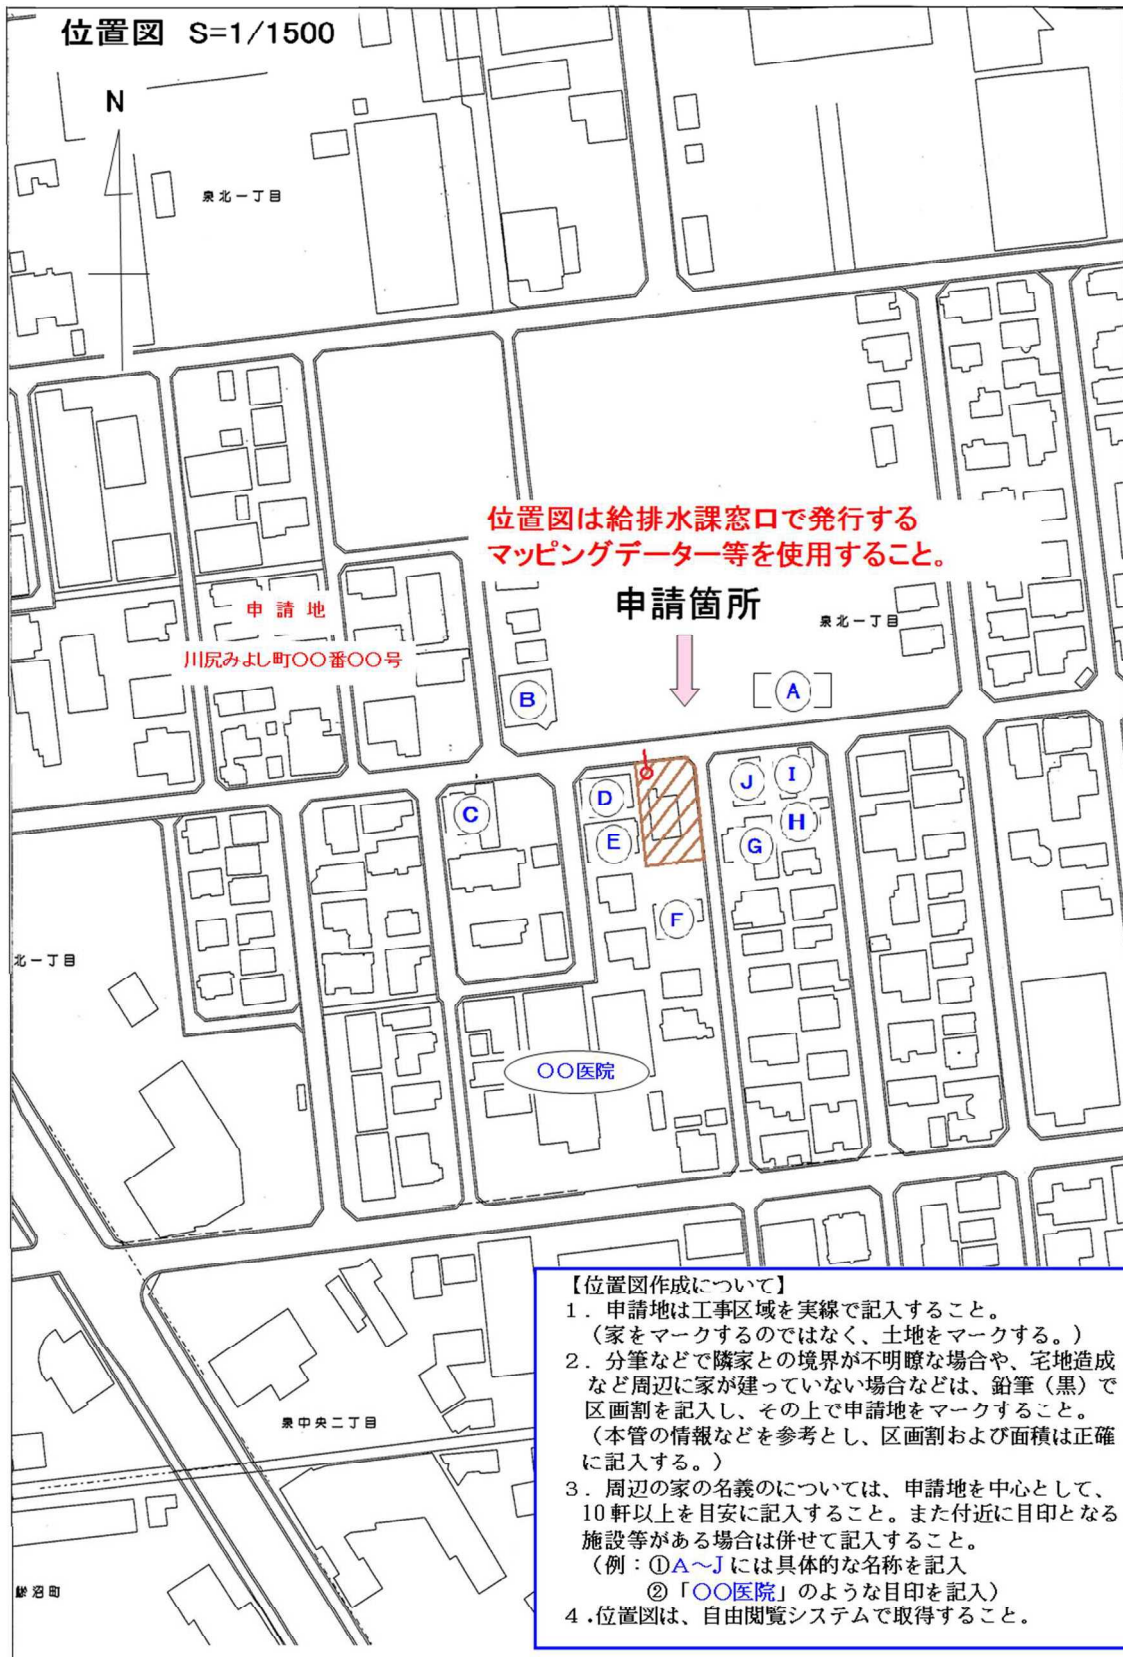 位置図 S=1/1500
N
泉北一丁目
位置図は給排水課窓口で発行する
マッピングデーター等を使用すること。
申請箇所
申請地
川尻みよし町〇〇番〇〇号
泉北一丁目
A
B
C
D
E
F
G
H
I
J
北一丁目
〇〇医院
泉中央二丁目
【位置図作成について】
1．申請地は工事区域を実線で記入すること。
（家をマークするのではなく、土地をマークする。）
2．分筆などで隣家との境界が不明瞭な場合や、宅地造成
など周辺に家が建っていない場合などは、鉛筆（黒）で
区画割を記入し、その上で申請地をマークすること。
（本管の情報などを参考とし、区画割および面積は正確
に記入する。）
3．周辺の家の名義のについては、申請地を中心として、
10軒以上を目安に記入すること。また付近に目印となる
施設等がある場合は併せて記入すること。
（例：①A～Jには具体的な名称を記入
②「〇〇医院」のような目印を記入）
4．位置図は、自由閲覧システムで取得すること。